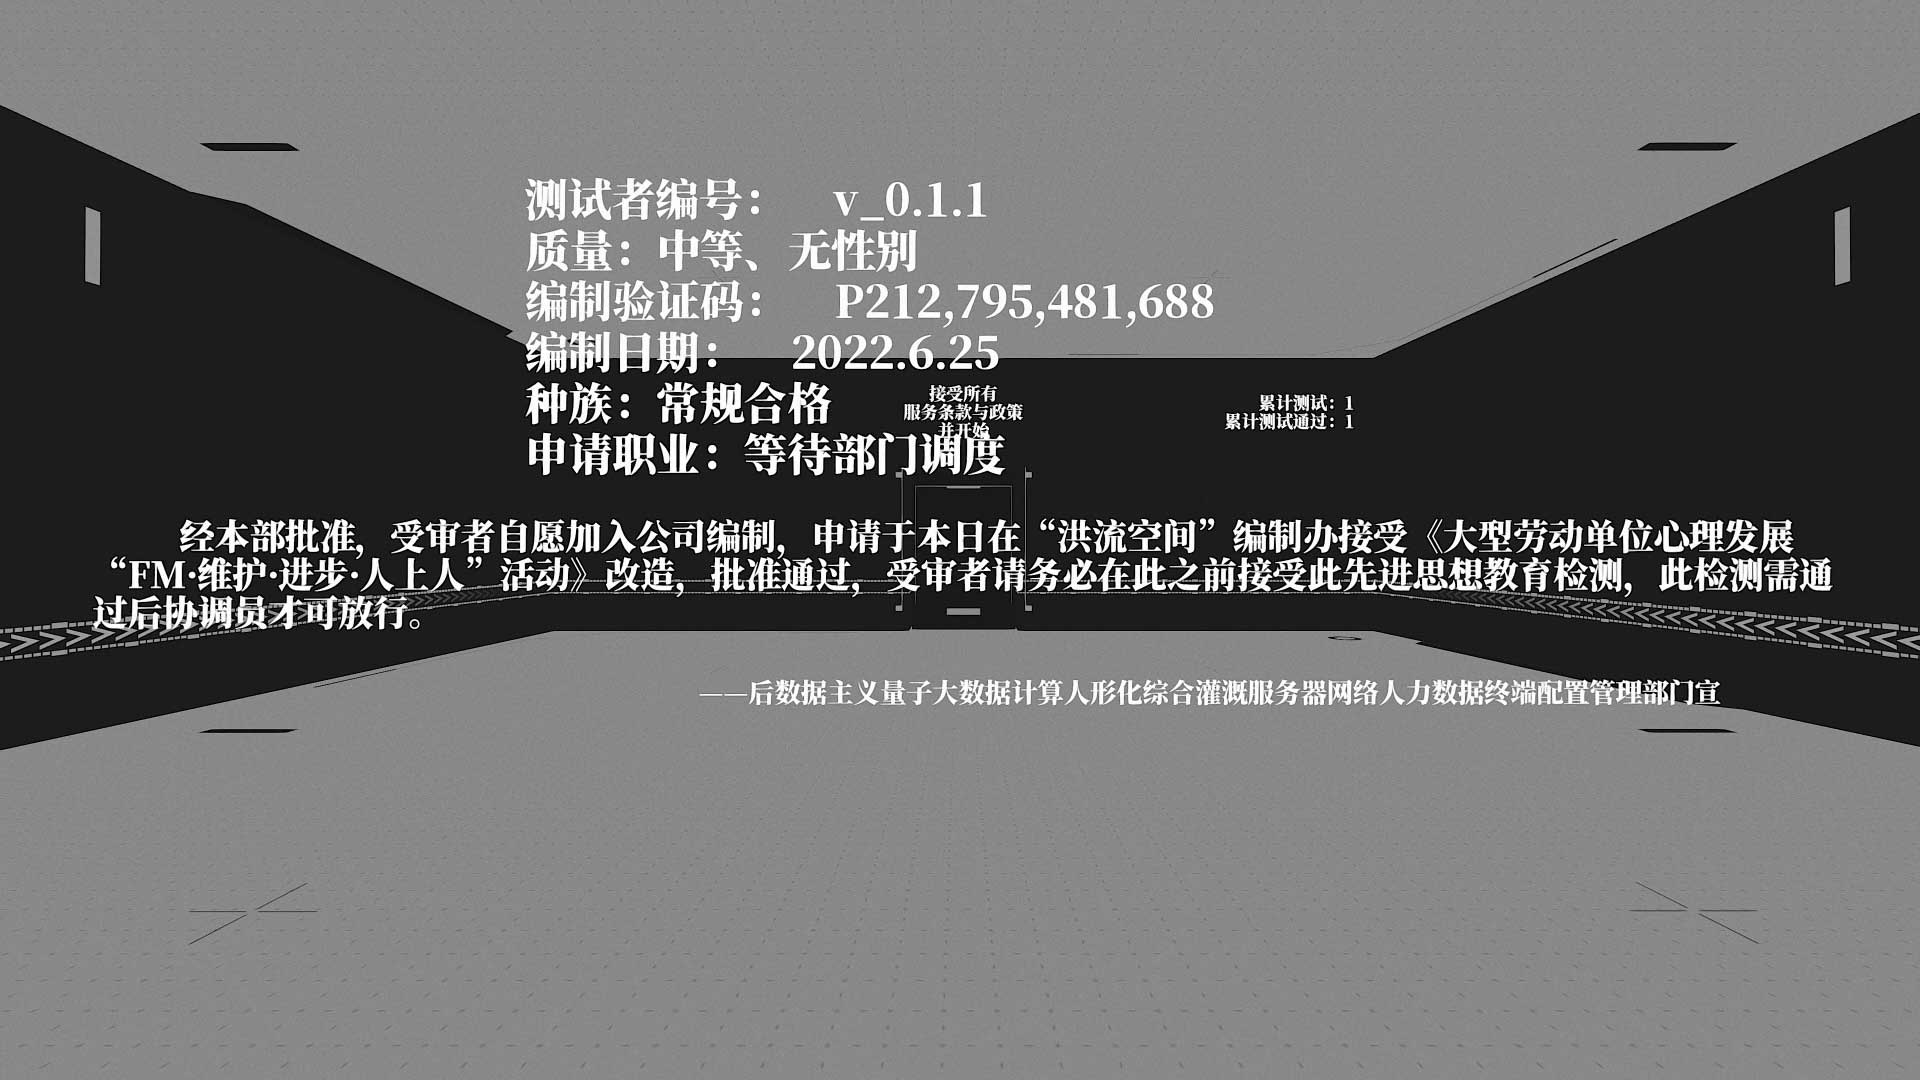 测试者编号： v_0.1.1
质量：中等、无性别
编制验证码： P212,795,481,688
编制日期： 2022.6.25
种族：常规合格
申请职业：等待部门调度
接受所有
服务条款与政策
并开始
累计测试：1
累计测试通过：1
经本部批准，受审者自愿加入公司编制，申请于本日在“洪流空间”编制办接受《大型劳动单位心理发展
“FM·维护·进步·人上人”活动》改造，批准通过，受审者请务必在此之前接受此先进思想教育检测，此检测需通
过后协调员才可放行。
——后数据主义量子大数据计算人形化综合灌溉服务器网络人力数据终端配置管理部门宣